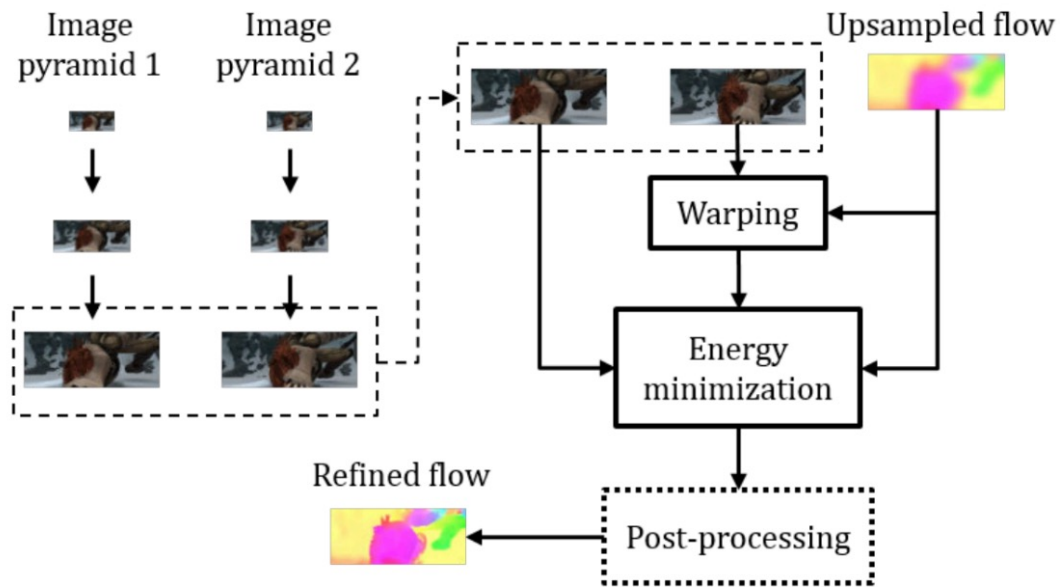 Image
pyramid 1
Image
pyramid 2
Upsampled flow
Warping
Energy
minimization
Refined flow
Post-processing